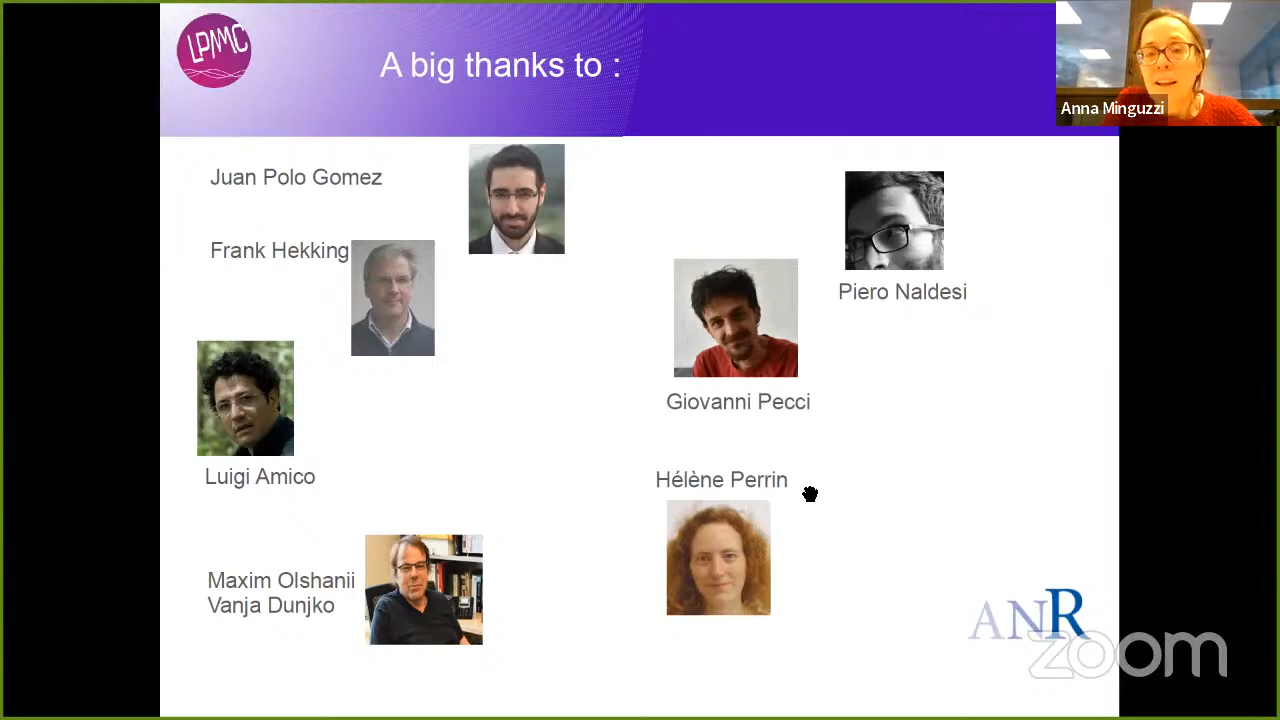 LPMMC
A big thanks to :
Anna Minguzzi
Juan Polo Gomez
Frank Hekking
Piero Naldesi
Giovanni Pecci
Luigi Amico
Hélène Perrin
Maxim Olshanii
Vanja Dunjko
ANR
zoom